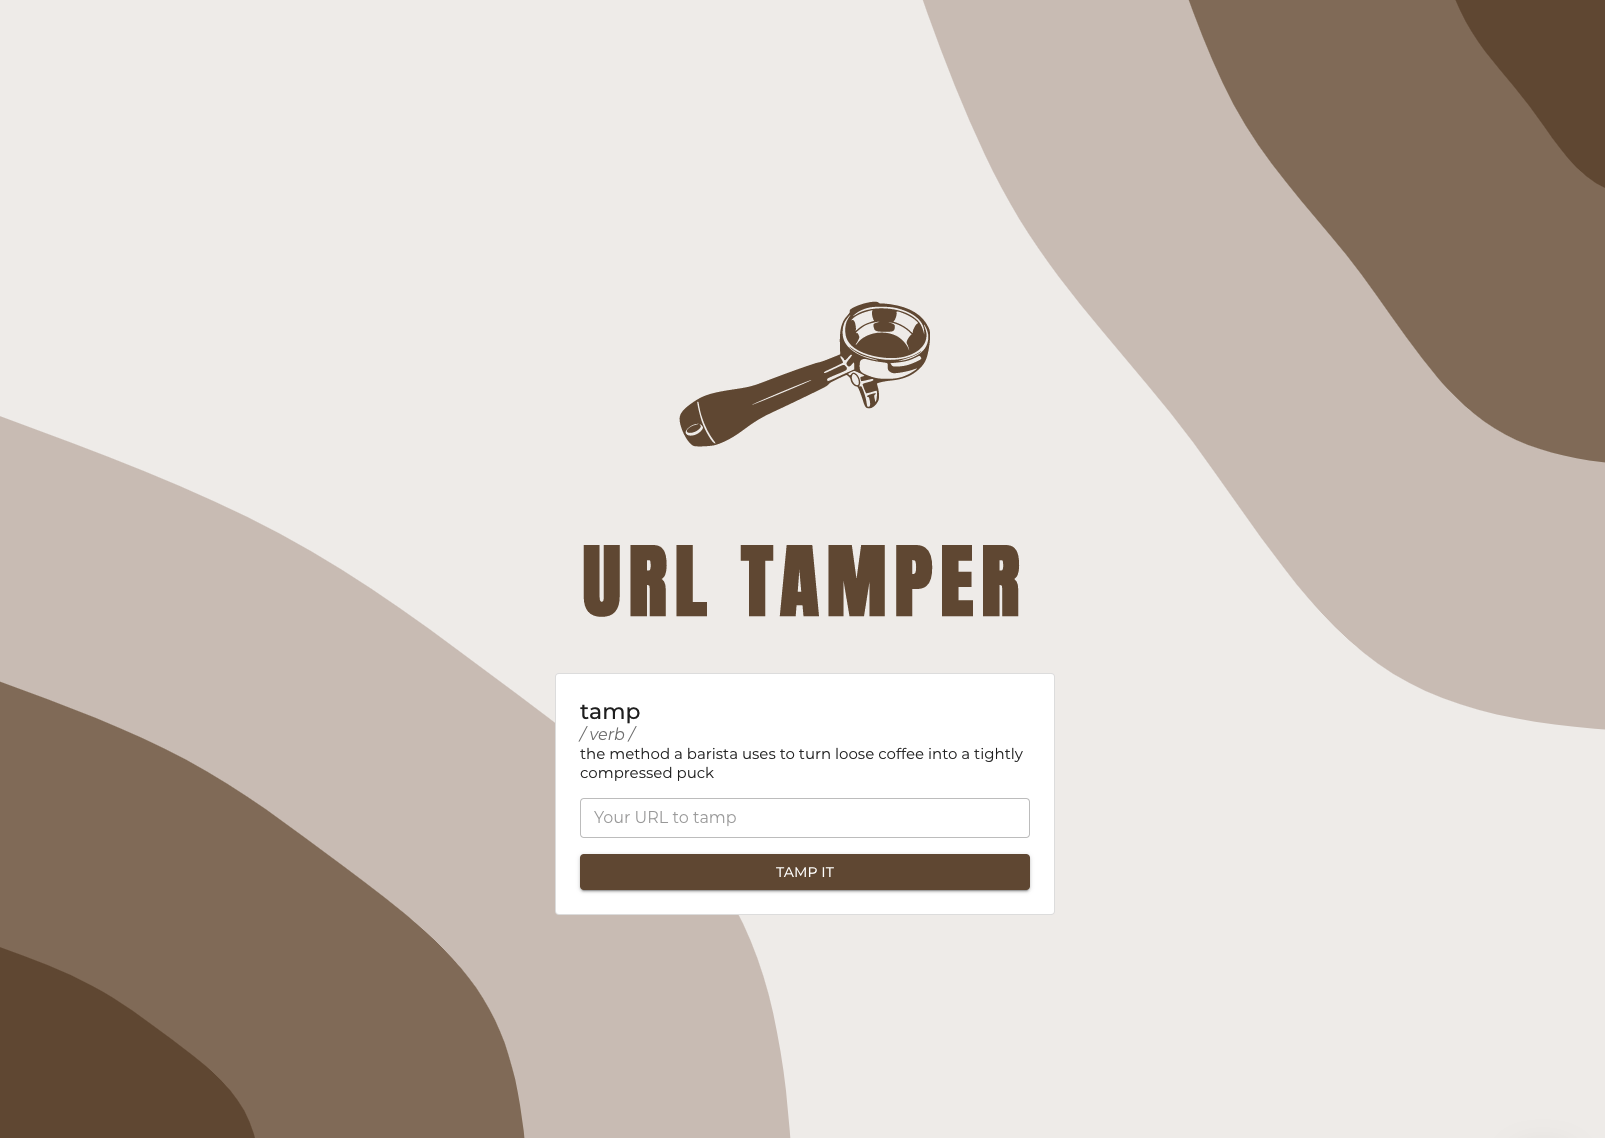 URL TAMPER
tamp
/ verb /
the method a barista uses to turn loose coffee into a tightly
compressed puck
Your URL to tamp
TAMP IT